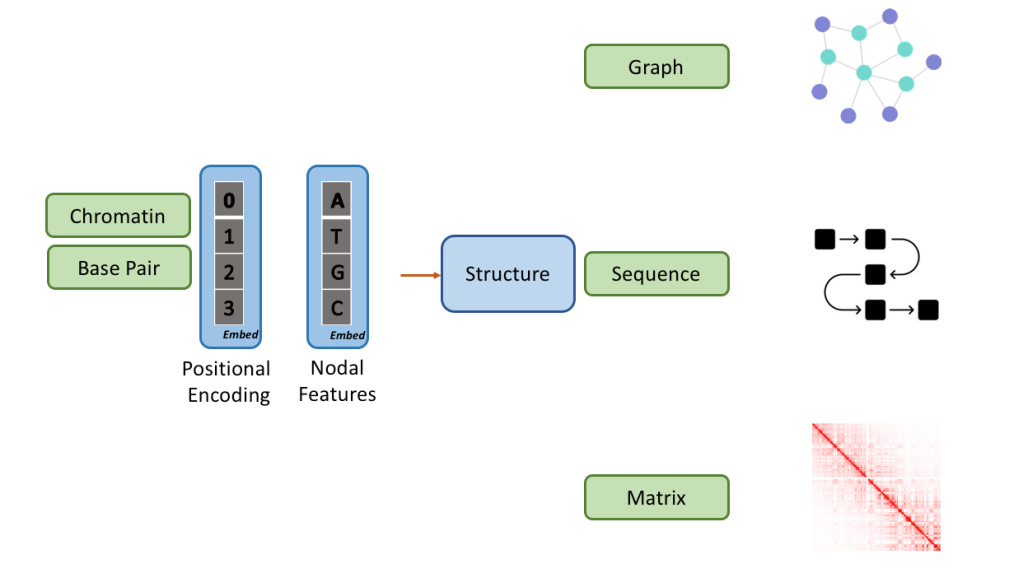 Graph
Chromatin
Base Pair
0
1
2
3
Embed
Positional
Encoding
A
T
G
C
Embed
Nodal
Features
Structure
Sequence
Matrix